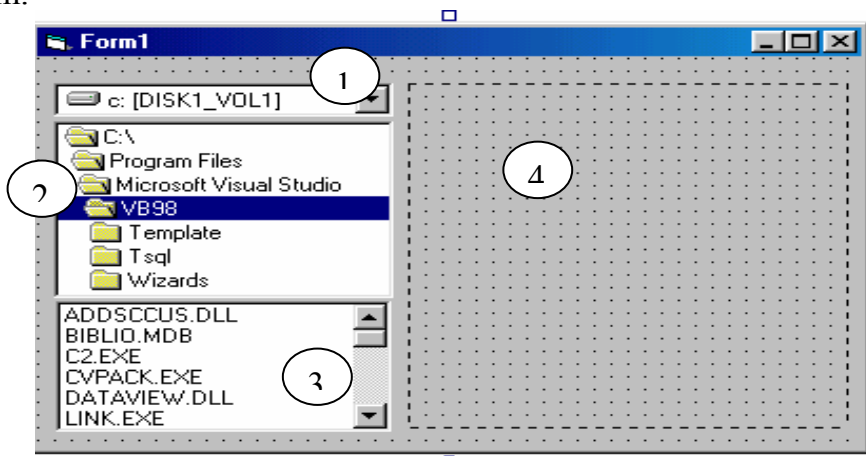 Form1
1
c: [DISK1_VOL1]
C:\
Program Files
Microsoft Visual Studio
2
VB98
Template
Tsql
Wizards
4
ADDSCCUS.DLL
BIBLIO.MDB
C2.EXE
CVPACK.EXE
DATAVIEW.DLL
LINK.EXE
3